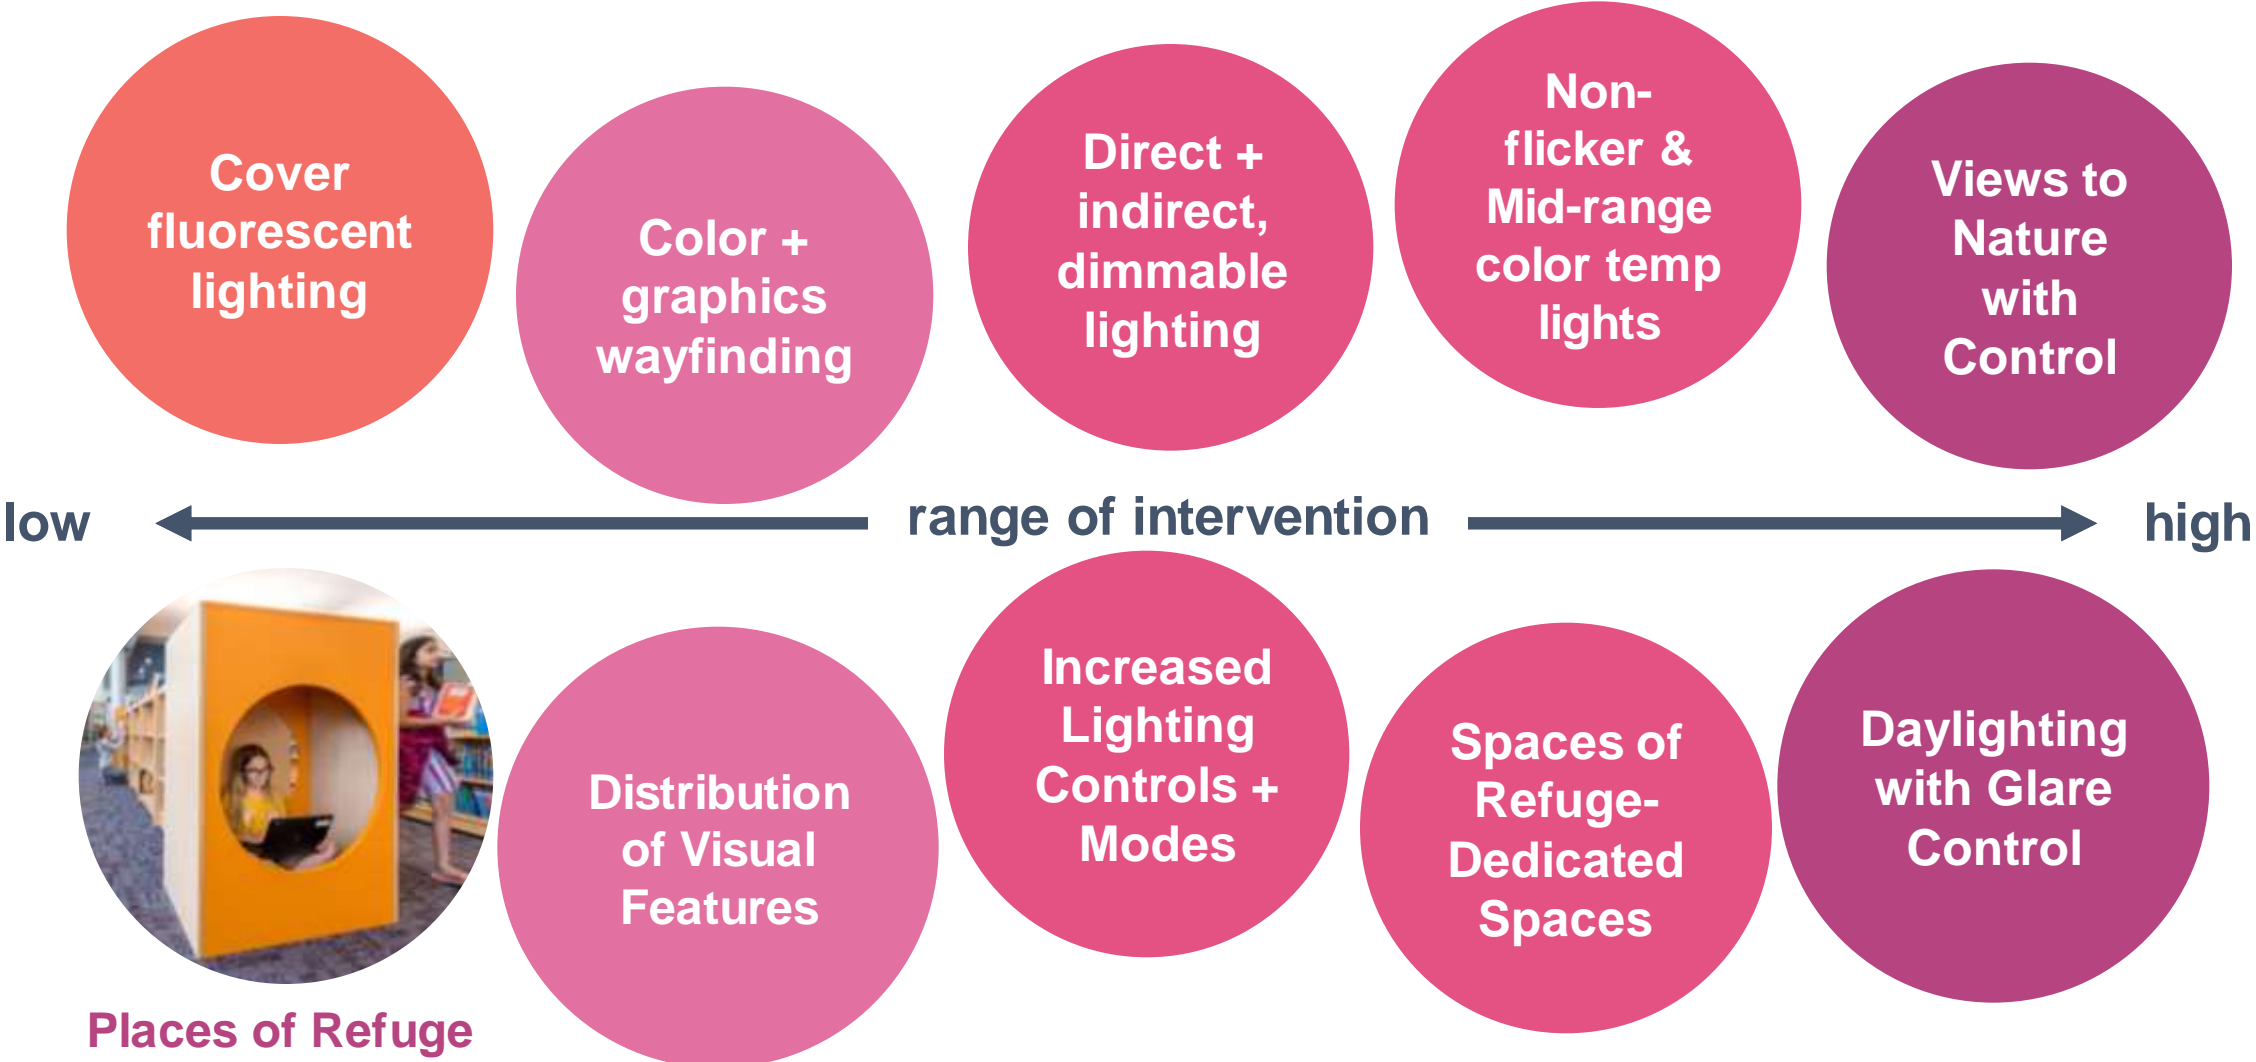 Cover
fluorescent
lighting
Color +
graphics
wayfinding
Direct +
indirect,
dimmable
lighting
Non-
flicker &
Mid-range
color temp
lights
Views to
Nature
with
Control
low
range of intervention
high
Places of Refuge
Distribution
of Visual
Features
Increased
Lighting
Controls +
Modes
Spaces of
Refuge-
Dedicated
Spaces
Daylighting
with Glare
Control